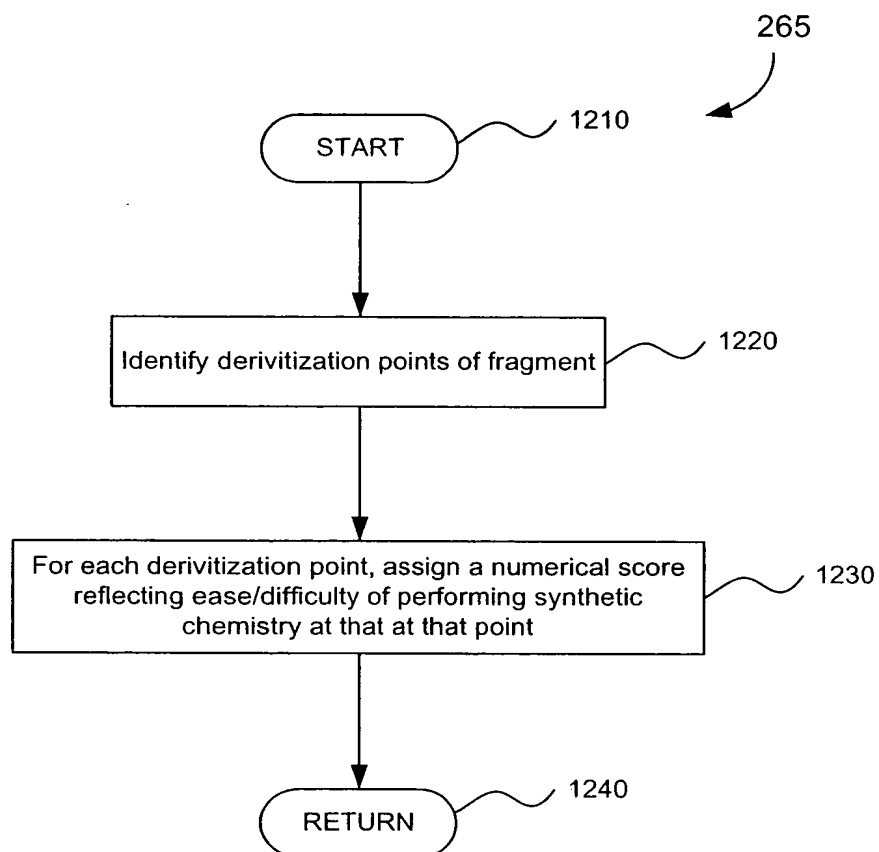 265
START
1210
Identify derivitization points of fragment
1220
For each derivitization point, assign a numerical score
reflecting ease/difficulty of performing synthetic
chemistry at that at that point
1230
RETURN
1240